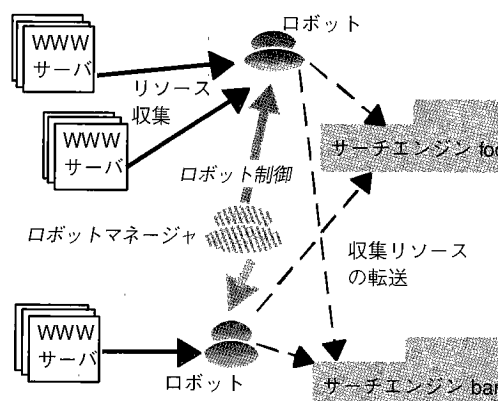 ロボット
WWW
サーバ
リソース
収集
WWW
サーバ
サーチエンジン foo
ロボット制御
ロボットマネージャ
収集リソース
の転送
WWW
サーバ
ロボット
サーチエンジン bar